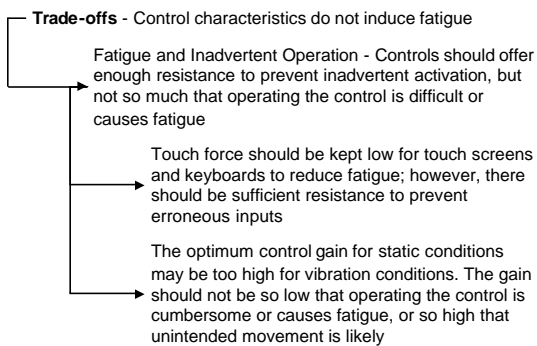 Trade-offs - Control characteristics do not induce fatigue
Fatigue and Inadvertent Operation - Controls should offer
enough resistance to prevent inadvertent activation, but
not so much that operating the control is difficult or
causes fatigue
Touch force should be kept low for touch screens
and keyboards to reduce fatigue; however, there
should be sufficient resistance to prevent
erroneous inputs
The optimum control gain for static conditions
may be too high for vibration conditions. The gain
should not be so low that operating the control is
cumbersome or causes fatigue, or so high that
unintended movement is likely